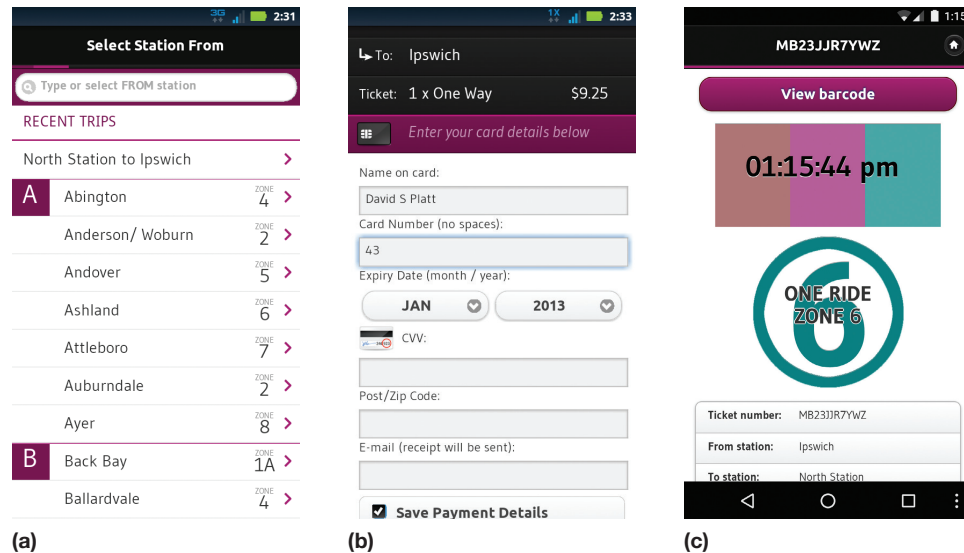 3G 2:31
Select Station From
Type or select FROM station
RECENT TRIPS
North Station to Ipswich
A Abington ZONE 4
Anderson/ Woburn ZONE 2
Andover ZONE 5
Ashland ZONE 6
Attleboro ZONE 7
Auburndale ZONE 2
Ayer ZONE 8
B Back Bay ZONE 1A
Ballardvale ZONE 4
(a)
1X 2:33
To: Ipswich
Ticket: 1 x One Way $9.25
Enter your card details below
Name on card:
David S Platt
Card Number (no spaces):
43
Expiry Date (month / year):
JAN 2013
CVV:
Post/Zip Code:
E-mail (receipt will be sent):
Save Payment Details
(b)
1:15
MB23JJR7YWZ
View barcode
01:15:44 pm
6
ONE RIDE
ZONE 6
Ticket number: MB23JJR7YWZ
From station: Ipswich
To station: North Station
(c)